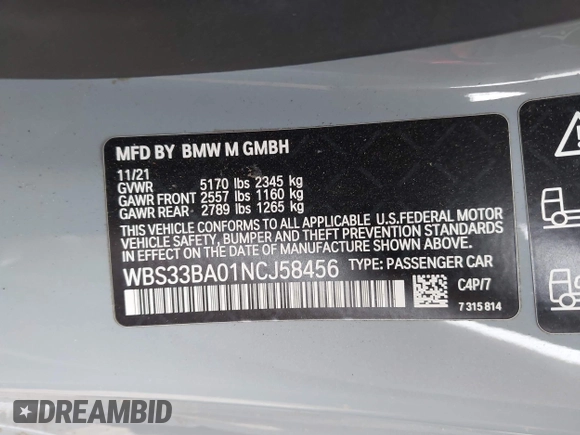 MFD BY BMW M GMBH
11/21
GVWR 5170 lbs 2345 kg
GAWR FRONT 2557 lbs 1160 kg
GAWR REAR 2789 lbs 1265 kg
THIS VEHICLE CONFORMS TO ALL APPLICABLE U.S.FEDERAL MOTOR
VEHICLE SAFETY, BUMPER, AND THEFT PREVENTION STANDARDS
IN EFFECT ON THE DATE OF MANUFACTURE SHOWN ABOVE.
WBS33BA01NCJ58456 TYPE: PASSENGER CAR
C4P/7
7 315 814
DREAMBID